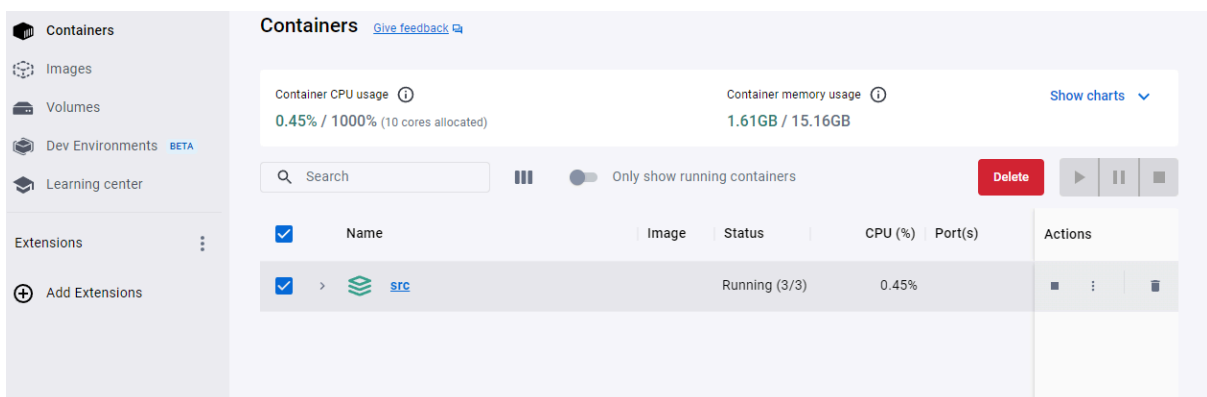 Containers
Images
Volumes
Dev Environments BETA
Learning center
Extensions
Add Extensions
Containers Give feedback
Container CPU usage
0.45% / 1000% (10 cores allocated)
Container memory usage
1.61GB / 15.16GB
Show charts
Search
Only show running containers
Delete
Name Image Status CPU (%) Port(s) Actions
src Running (3/3) 0.45%